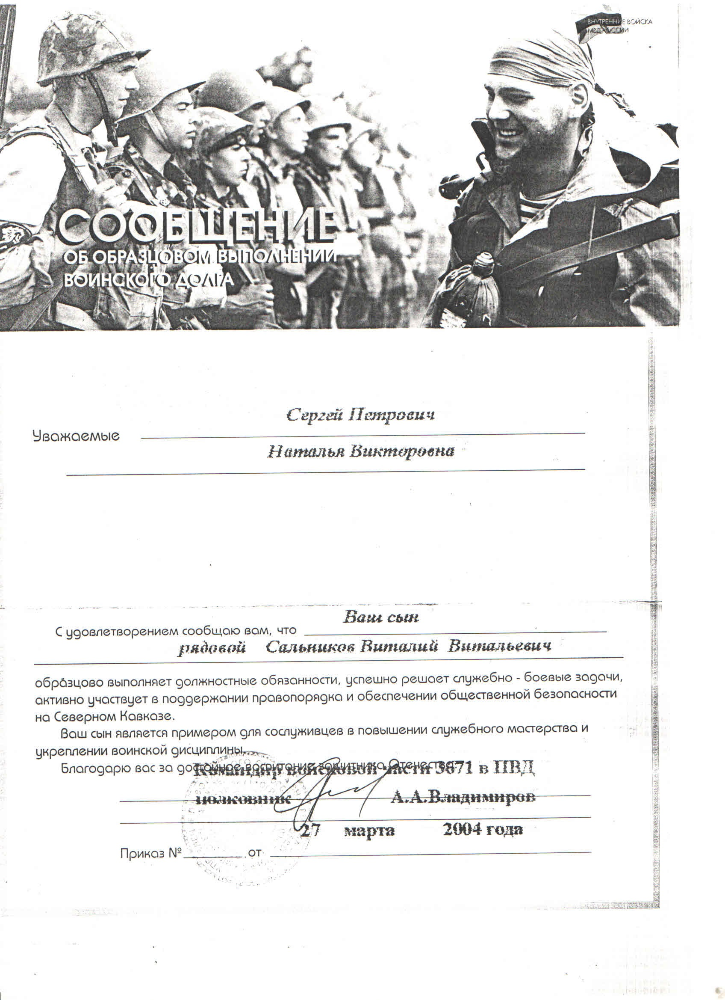 ВНУТРЕННИЕ ВОЙСКА
МВД РОССИИ
СООБЩЕНИЕ
ОБ ОБРАЗЦОВОМ ВЫПОЛНЕНИИ
ВОИНСКОГО ДОЛГА
Сергей Петрович
Уважаемые
Наталья Викторовна
Ваш сын
С удовлетворением сообщаю вам, что
рядовой Сальников Виталий Витальевич
образцово выполняет должностные обязанности, успешно решает служебно - боевые задачи,
активно участвует в поддержании правопорядка и обеспечении общественной безопасности
на Северном Кавказе.
Ваш сын является примером для сослуживцев в повышении служебного мастерства и
укреплении воинской дисциплины.
Благодарю вас за достойное воспитание защитника Отечества
Командир войсковой части 3671 в ПВД
полковник А.А.Владимиров
27 марта 2004 года
Приказ № от